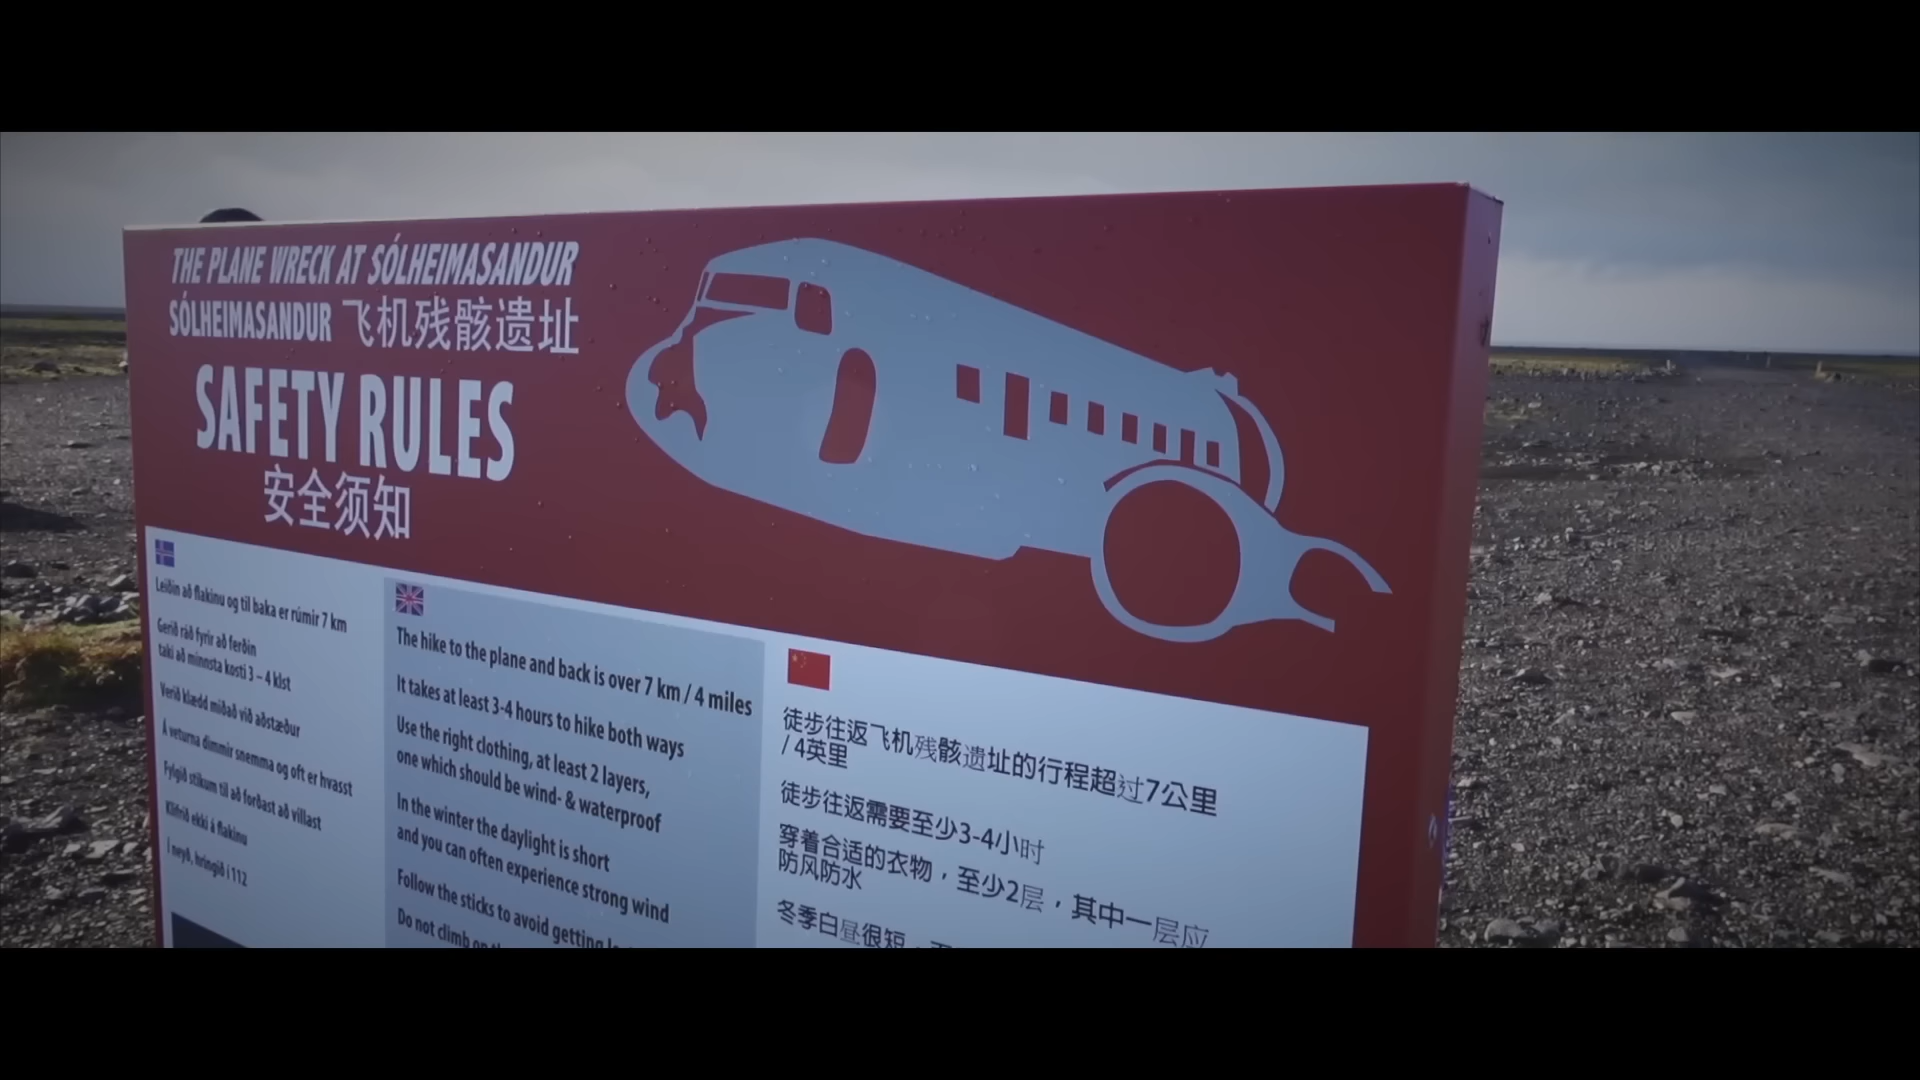 THE PLANE WRECK AT SÓLHEIMASANDUR
SÓLHEIMASANDUR 飞机残骸遗址
SAFETY RULES
安全须知
Leiðin að flakinu og til baka er rúmir 7 km
Gerið ráð fyrir að ferðin
taki að minnsta kosti 3 – 4 klst
Verið klædd miðað við aðstæður
Á veturna dimmir snemma og oft er hvasst
Fylgið stikum til að forðast að villast
Klifrið ekki á flakinu
Í neyð, hringið í 112
The hike to the plane and back is over 7 km / 4 miles
It takes at least 3-4 hours to hike both ways
Use the right clothing, at least 2 layers,
one which should be wind- & waterproof
In the winter the daylight is short
and you can often experience strong wind
Follow the sticks to avoid getting
Do not climb on
徒步往返飞机残骸遗址的行程超过7公里
/ 4英里
徒步往返需要至少3-4小时
穿着合适的衣物，至少2层，其中一层应
防风防水
冬季白昼很短，